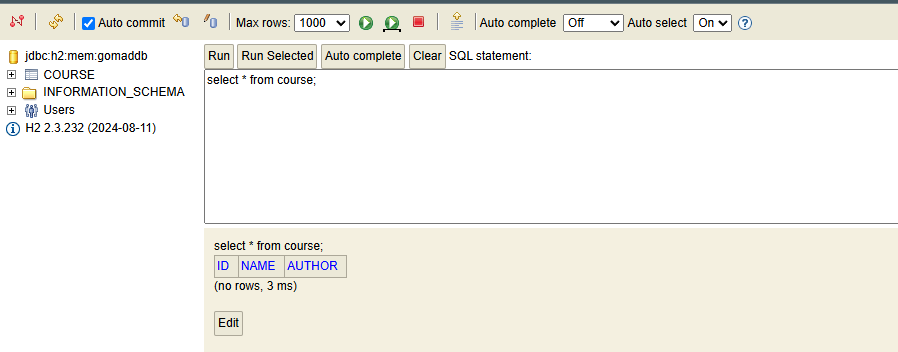 Auto commit Max rows: 1000 Auto complete Off Auto select On
jdbc:h2:mem:gomaddb
COURSE
INFORMATION_SCHEMA
Users
H2 2.3.232 (2024-08-11)
Run Run Selected Auto complete Clear SQL statement:
select * from course;
select * from course;
ID NAME AUTHOR
(no rows, 3 ms)
Edit